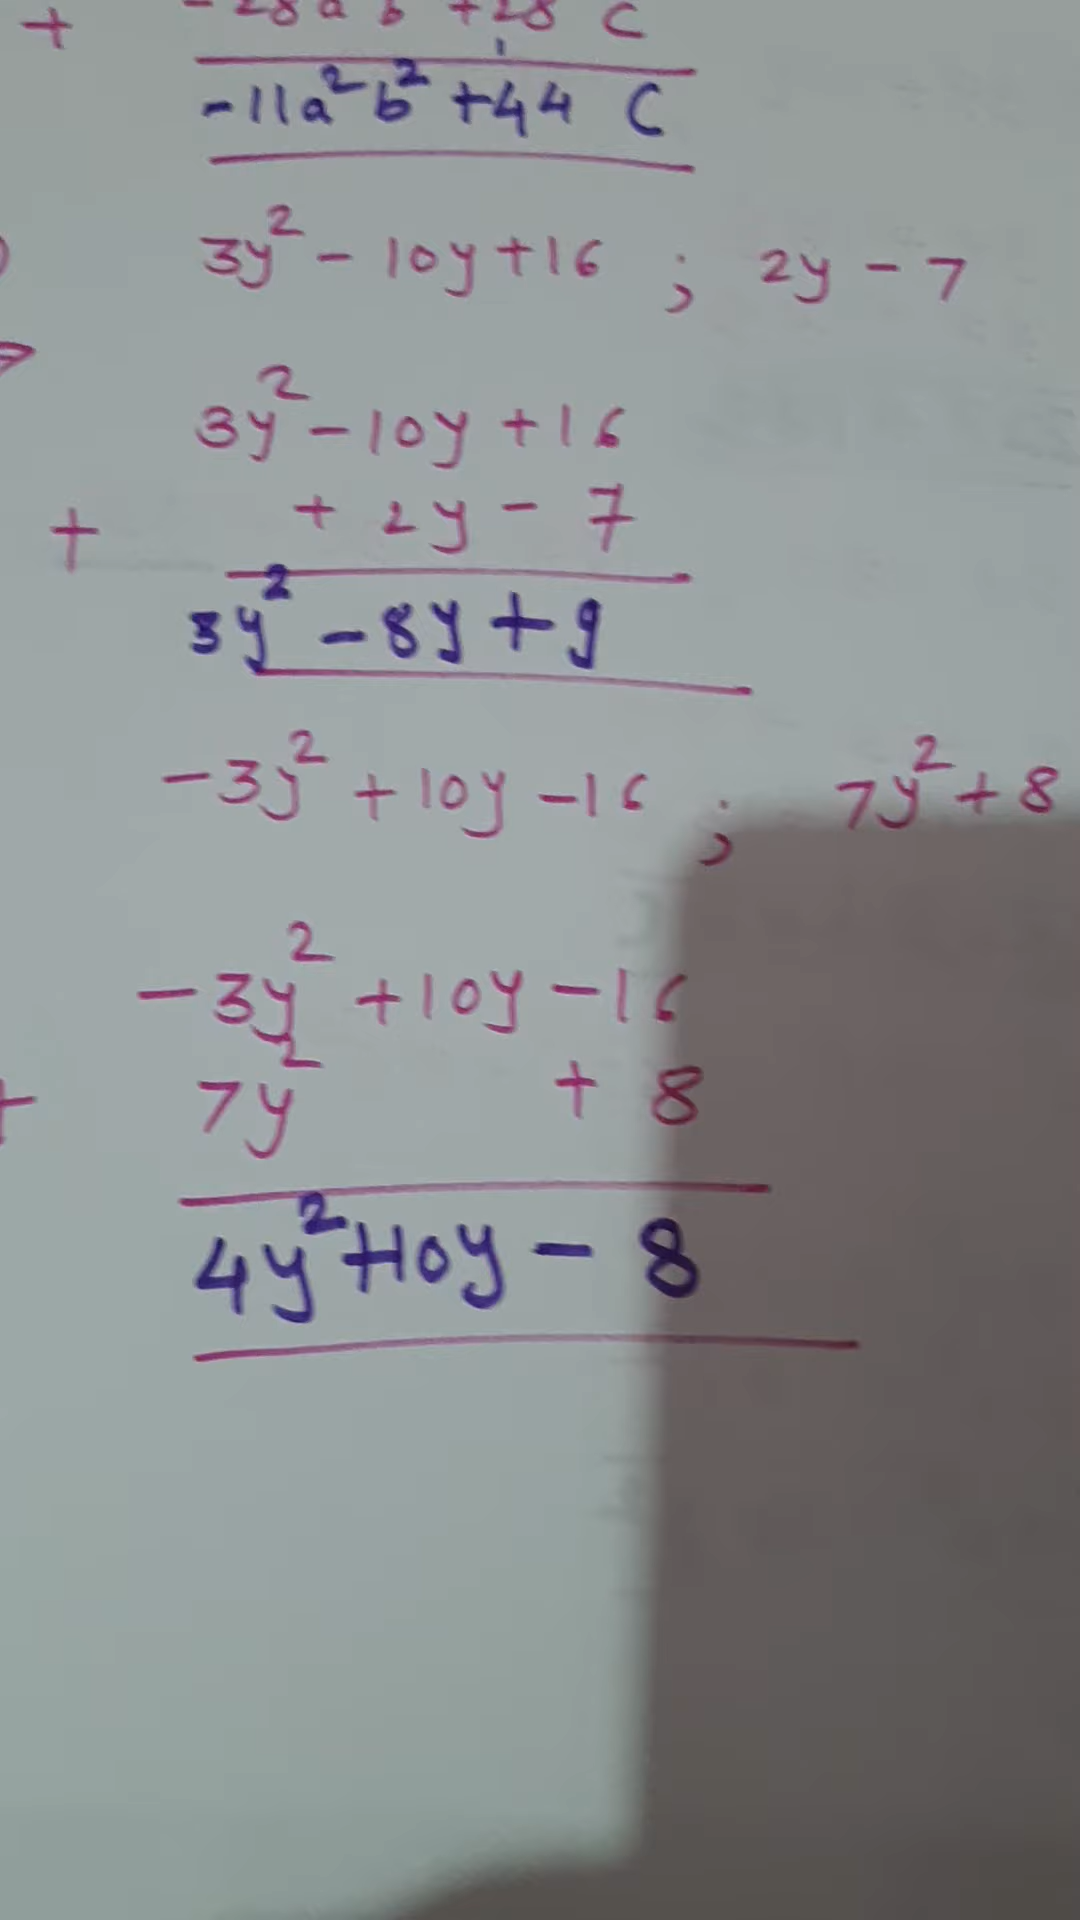 + -28a b +28 C
-11a²b² +44 C
3y² - 10y + 16 ; 2y - 7
3y² - 10y + 16
+ + 2y - 7
3y² - 8y + 9
-3y² + 10y - 16 ; 7y² + 8
-3y² + 10y - 16
+ 7y² + 8
4y² + 10y - 8